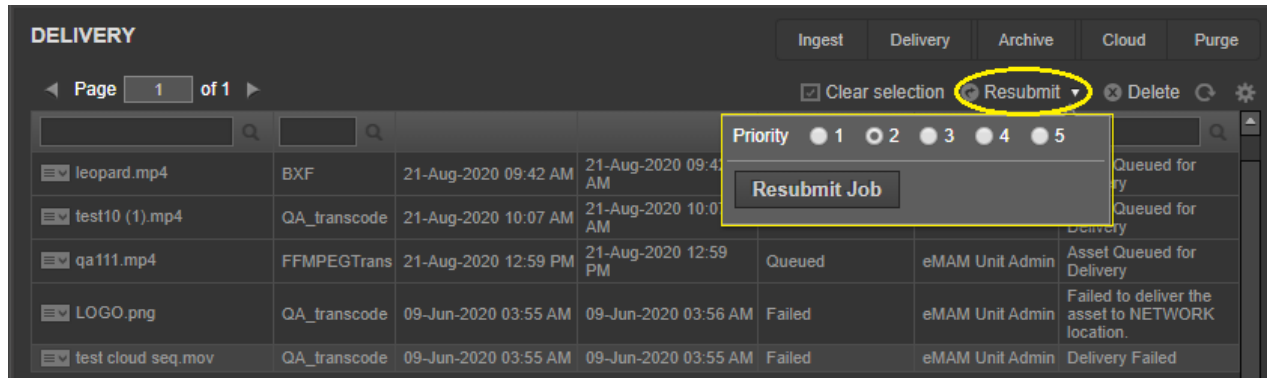 DELIVERY
Ingest Delivery Archive Cloud Purge
Page 1 of 1
Clear selection Resubmit Delete
Priority 1 2 3 4 5
Resubmit Job
leopard.mp4 BXF 21-Aug-2020 09:42 AM 21-Aug-2020 09:42 AM Queued for
test10 (1).mp4 QA_transcode 21-Aug-2020 10:07 AM 21-Aug-2020 10:07 AM Queued for Delivery
qa111.mp4 FFMPEGTrans 21-Aug-2020 12:59 PM 21-Aug-2020 12:59 PM Queued eMAM Unit Admin Asset Queued for Delivery
LOGO.png QA_transcode 09-Jun-2020 03:55 AM 09-Jun-2020 03:56 AM Failed eMAM Unit Admin Failed to deliver the asset to NETWORK location.
test cloud seq.mov QA_transcode 09-Jun-2020 03:55 AM 09-Jun-2020 03:55 AM Failed eMAM Unit Admin Delivery Failed